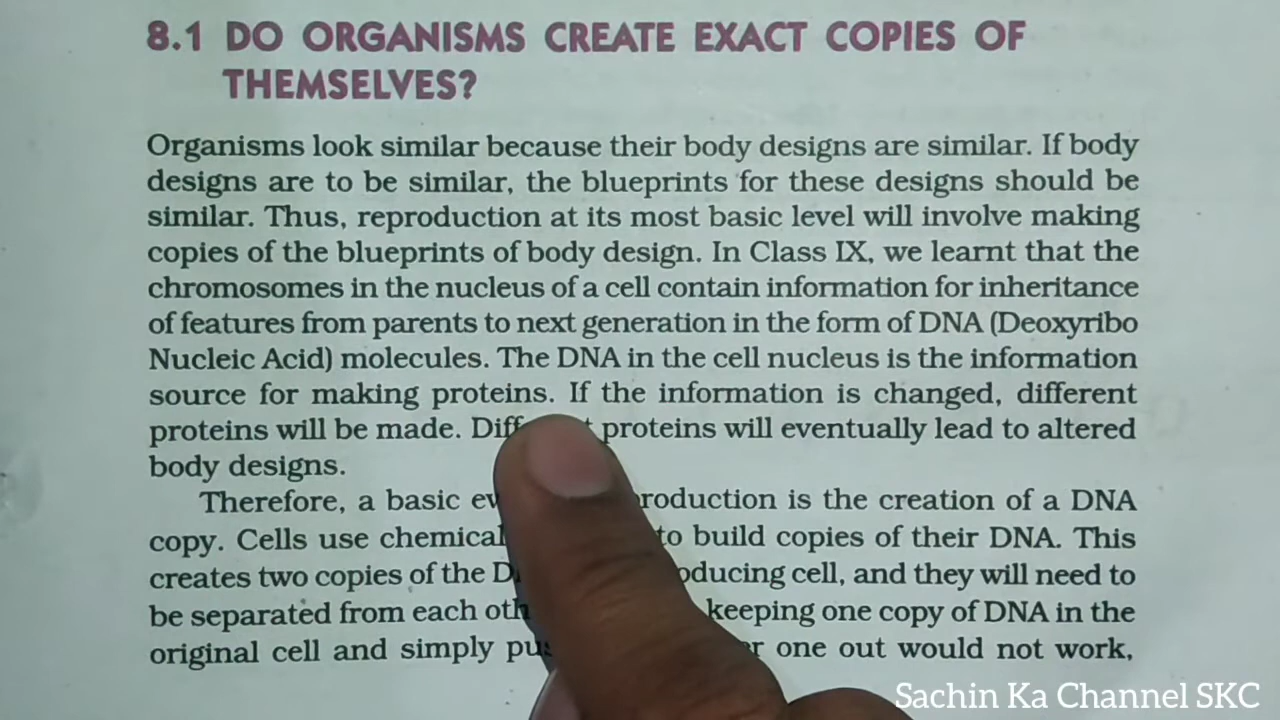 8.1 DO ORGANISMS CREATE EXACT COPIES OF
THEMSELVES?
Organisms look similar because their body designs are similar. If body
designs are to be similar, the blueprints for these designs should be
similar. Thus, reproduction at its most basic level will involve making
copies of the blueprints of body design. In Class IX, we learnt that the
chromosomes in the nucleus of a cell contain information for inheritance
of features from parents to next generation in the form of DNA (Deoxyribo
Nucleic Acid) molecules. The DNA in the cell nucleus is the information
source for making proteins. If the information is changed, different
proteins will be made. proteins will eventually lead to altered
body designs.
Therefore, a basic is the creation of a DNA
copy. Cells use to build copies of their DNA. This
creates two copies of the cell, and they will need to
be separated from each keeping one copy of DNA in the
original cell and simply one out would not work,
Sachin Ka Channel SKC